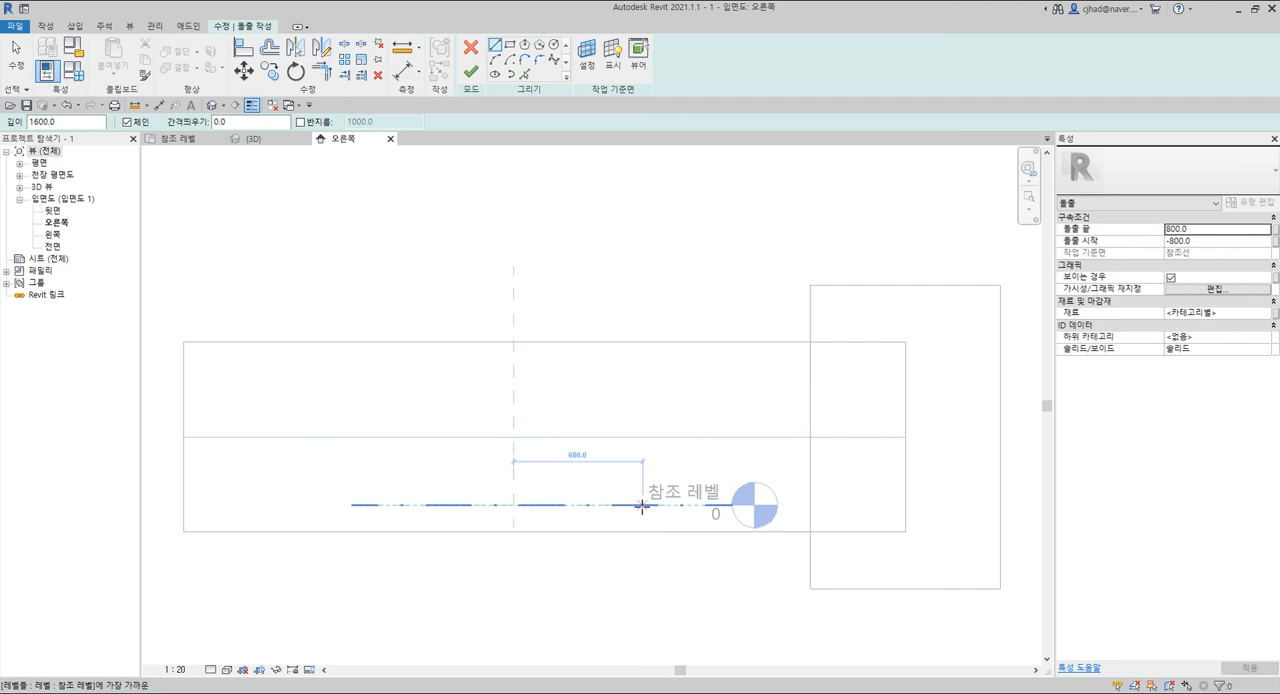 Autodesk Revit 2021.1.1 - 1 - 입면도: 오른쪽
cjhad@naver....
파일 작성 삽입 주석 뷰 관리 애드인 수정 | 돌출 작성
수정
붙여넣기
절단
결합
설정 표시 뷰어
선택 특성 클립보드 형상 수정 측정 작성 모드 그리기 작업 기준면
깊이 1600.0 체인 간격띄우기: 0.0 반지름: 1000.0
프로젝트 탐색기 - 1
참조 레벨 (3D) 오른쪽
특성
뷰 (전체)
평면
천장 평면도
3D 뷰
입면도 (입면도 1)
뒷면
오른쪽
왼쪽
전면
시트 (전체)
패밀리
그룹
Revit 링크
600.0
참조 레벨
0
돌출 유형 편집
구속조건
돌출 끝 800.0
돌출 시작 -800.0
작업 기준면 참조선
그래픽
보이는 경우
가시성/그래픽 재지정 편집...
재료 및 마감재
재료 <카테고리별>
ID 데이터
하위 카테고리 <없음>
솔리드/보이드 솔리드
1 : 20
특성 도움말 적용
[레벨들 : 레벨 : 참조 레벨]에 가장 가까운
:0